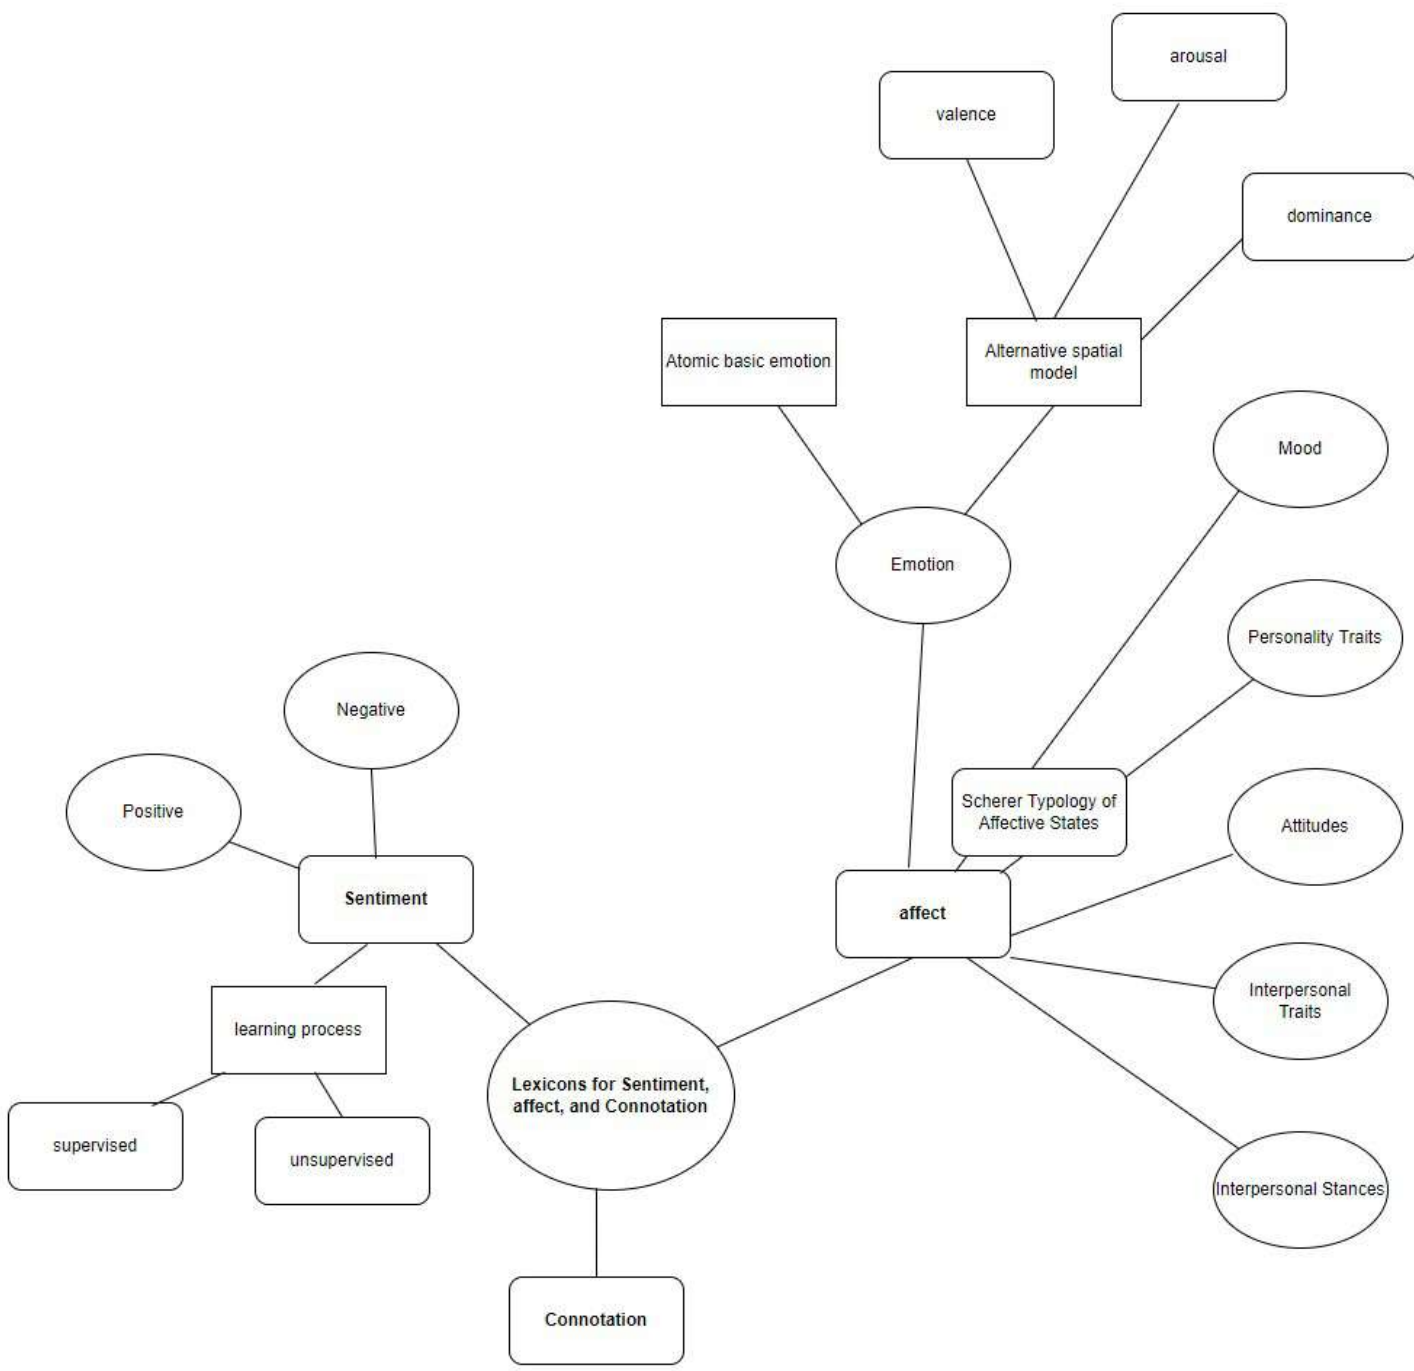 arousal
valence
dominance
Atomic basic emotion
Alternative spatial
model
Mood
Emotion
Personality Traits
Negative
Positive
Scherer Typology of
Affective States
Attitudes
Sentiment
affect
Interpersonal
Traits
learning process
Lexicons for Sentiment,
affect, and Connotation
supervised
unsupervised
Interpersonal Stances
Connotation